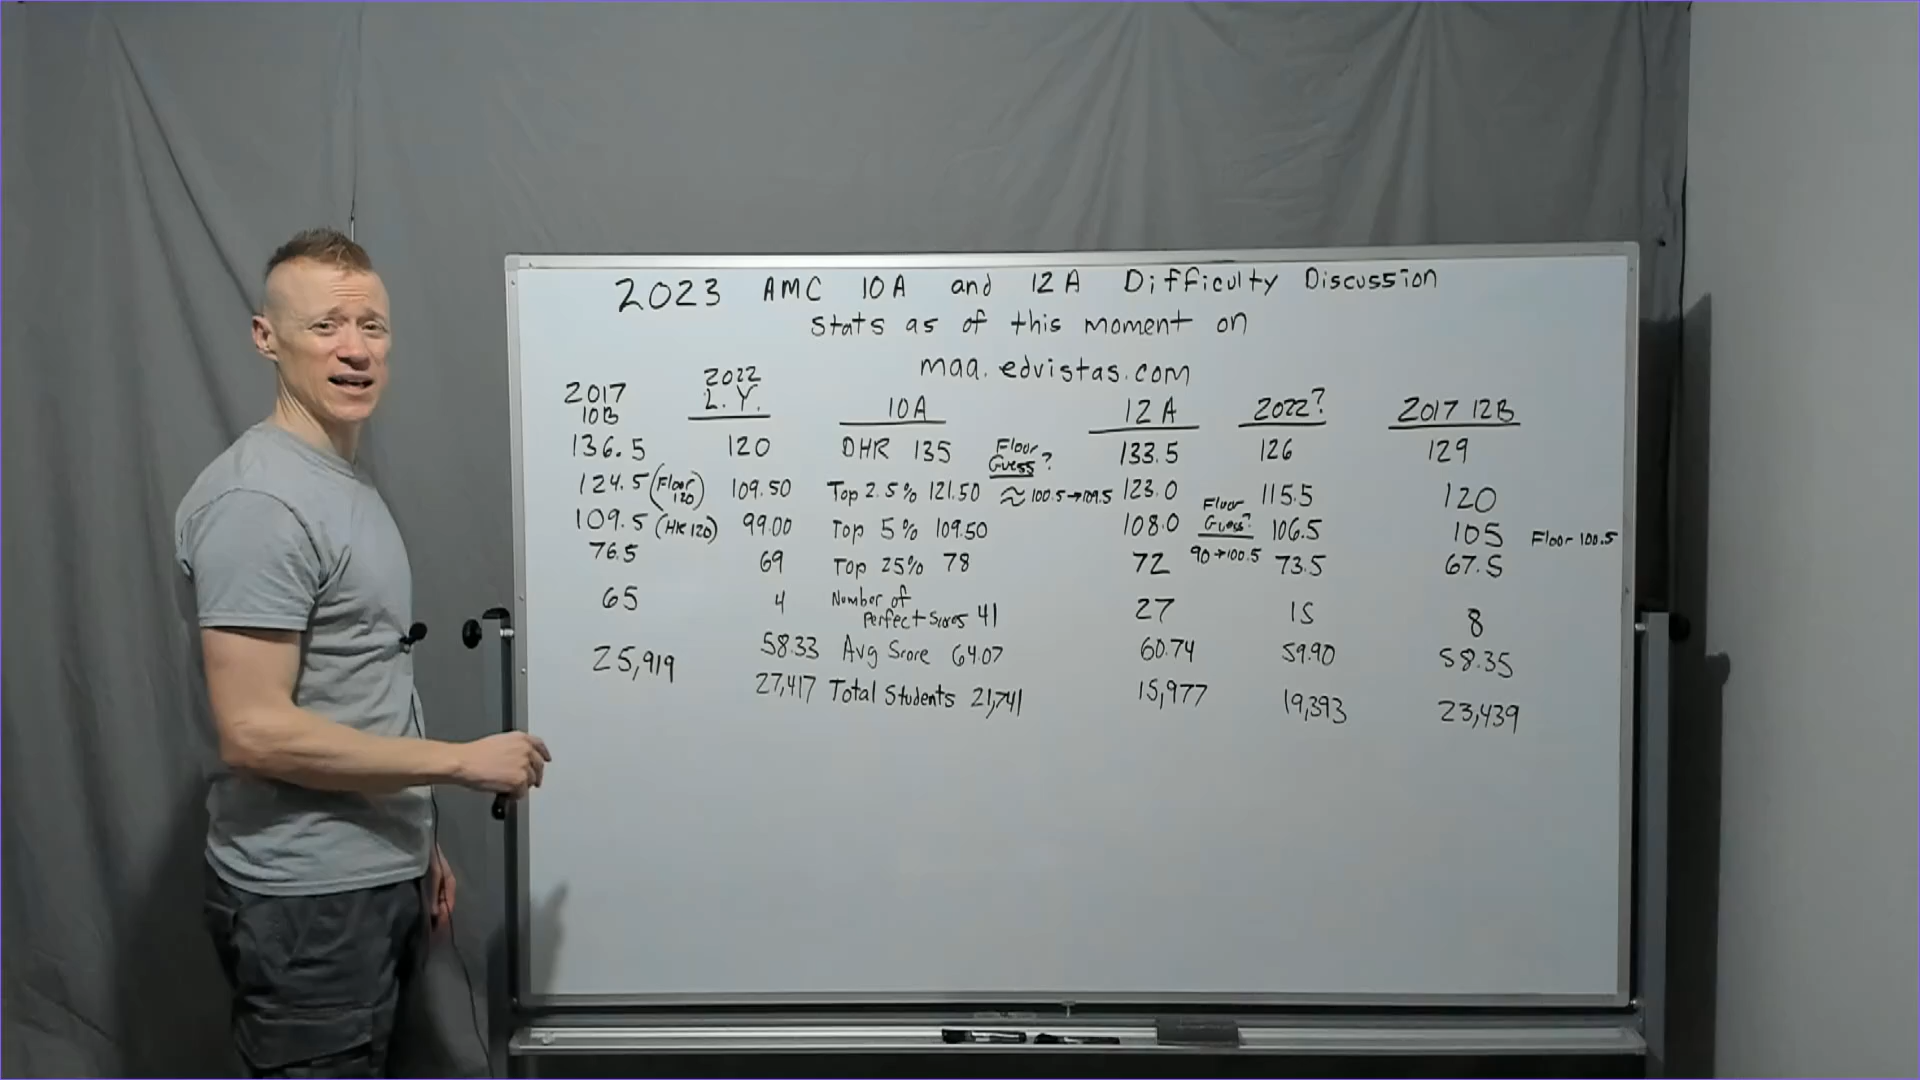 2023 AMC 10A and 12A Difficulty Discussion
stats as of this moment on
maa.edvistas.com
2017 10B
2022 L.Y.
10A
12A
2022?
2017 12B
136.5 120 DHR 135 Floor Guess? 133.5 126 129
124.5 (Floor 120) 109.50 Top 2.5% 121.50 ≈ 100.5→109.5 123.0 Floor Guess? 115.5 120
109.5 (HR 120) 99.00 Top 5% 109.50 108.0 106.5 105 Floor 100.5
76.5 69 Top 25% 78 72 90→100.5 73.5 67.5
65 4 Number of Perfect Scores 41 27 15 8
58.33 Avg Score 64.07 60.74 59.90 58.35
25,919 27,417 Total Students 21,741 15,977 19,393 23,439